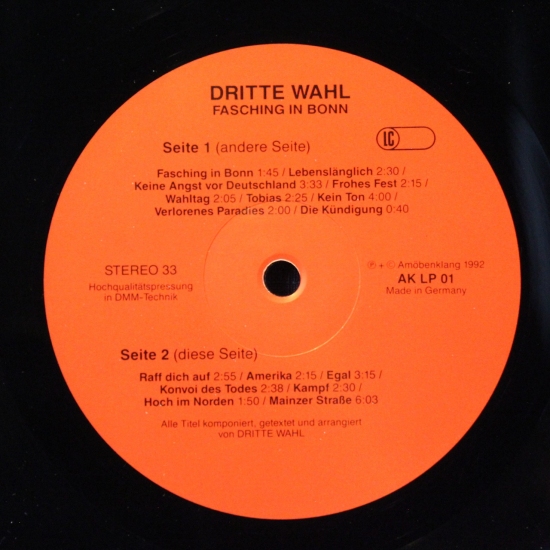 DRITTE WAHL
FASCHING IN BONN
Seite 1 (andere Seite)
LC
Fasching in Bonn 1:45 / Lebenslänglich 2:30 /
Keine Angst vor Deutschland 3:33 / Frohes Fest 2:15 /
Wahltag 2:05 / Tobias 2:25 / Kein Ton 4:00 /
Verlorenes Paradies 2:00 / Die Kündigung 0:40
STEREO 33
Hochqualitätspressung
in DMM-Technik
℗ + © Amöbenklang 1992
AK LP 01
Made in Germany
Seite 2 (diese Seite)
Raff dich auf 2:55 / Amerika 2:15 / Egal 3:15 /
Konvoi des Todes 2:38 / Kampf 2:30 /
Hoch im Norden 1:50 / Mainzer Straße 6:03
Alle Titel komponiert, getextet und arrangiert
von DRITTE WAHL